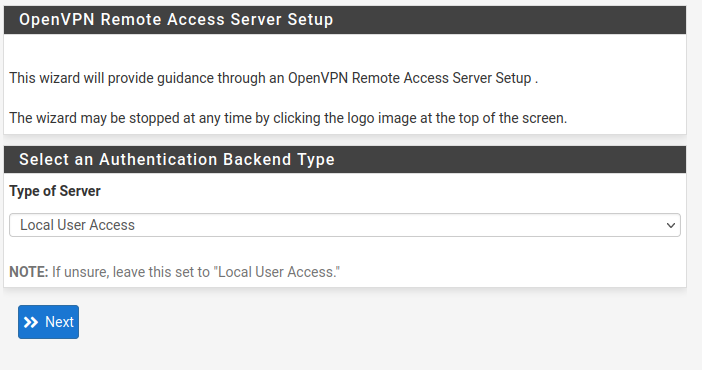 OpenVPN Remote Access Server Setup
This wizard will provide guidance through an OpenVPN Remote Access Server Setup .
The wizard may be stopped at any time by clicking the logo image at the top of the screen.
Select an Authentication Backend Type
Type of Server
Local User Access
NOTE: If unsure, leave this set to "Local User Access."
Next